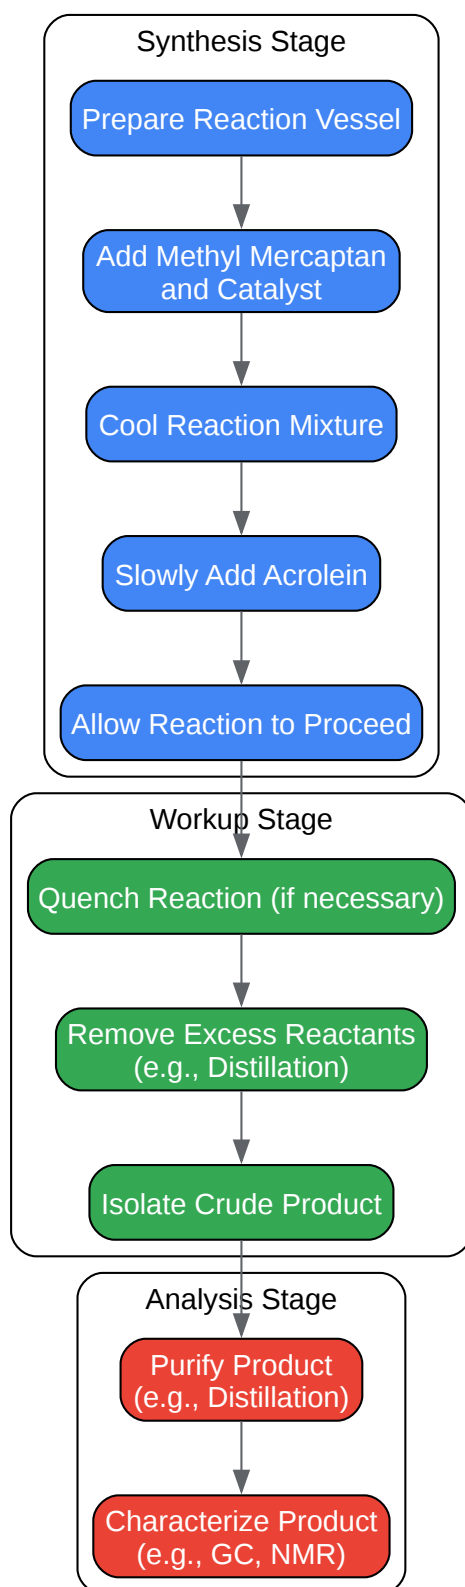 Synthesis Stage
Prepare Reaction Vessel
Add Methyl Mercaptan
and Catalyst
Cool Reaction Mixture
Slowly Add Acrolein
Allow Reaction to Proceed
Workup Stage
Quench Reaction (if necessary)
Remove Excess Reactants
(e.g., Distillation)
Isolate Crude Product
Analysis Stage
Purify Product
(e.g., Distillation)
Characterize Product
(e.g., GC, NMR)